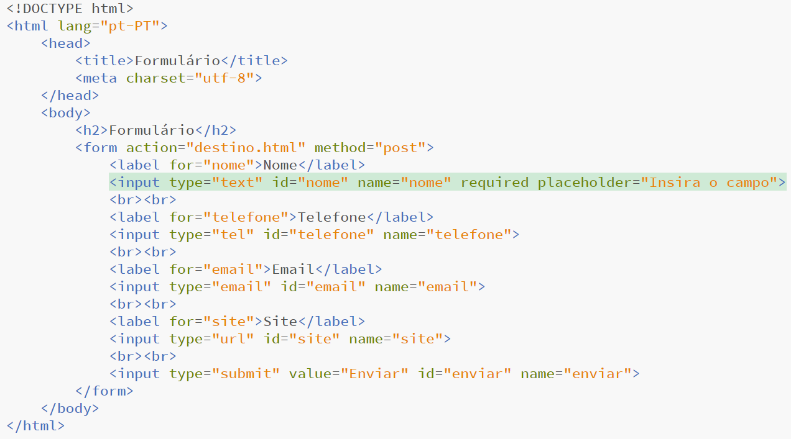 <!DOCTYPE html>
<html lang="pt-PT">
    <head>
        <title>Formulário</title>
        <meta charset="utf-8">
    </head>
    <body>
        <h2>Formulário</h2>
        <form action="destino.html" method="post">
            <label for="nome">Nome</label>
            <input type="text" id="nome" name="nome" required placeholder="Insira o campo">
            <br><br>
            <label for="telefone">Telefone</label>
            <input type="tel" id="telefone" name="telefone">
            <br><br>
            <label for="email">Email</label>
            <input type="email" id="email" name="email">
            <br><br>
            <label for="site">Site</label>
            <input type="url" id="site" name="site">
            <br><br>
            <input type="submit" value="Enviar" id="enviar" name="enviar">
        </form>
    </body>
</html>